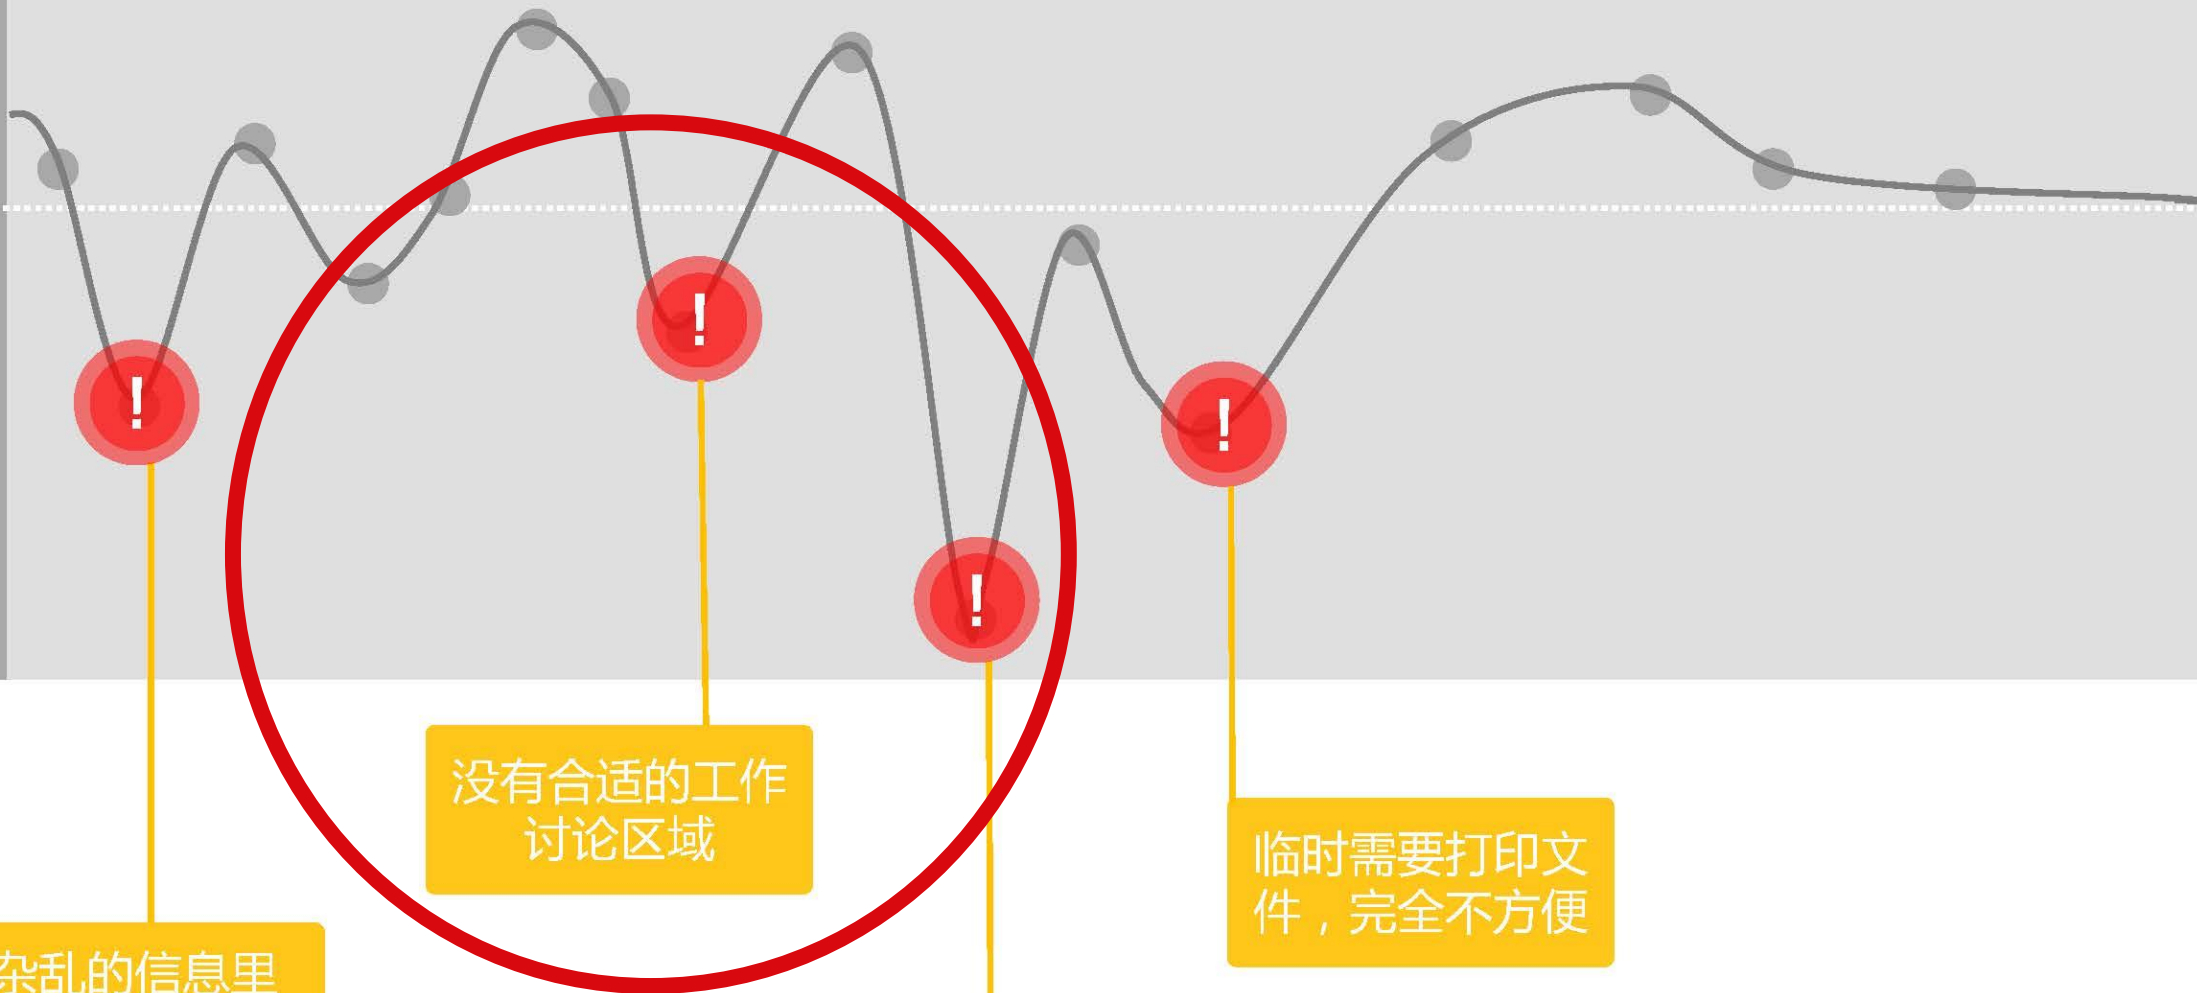 !
!
!
!
没有合适的工作
讨论区域
临时需要打印文
件，完全不方便
杂乱的信息里